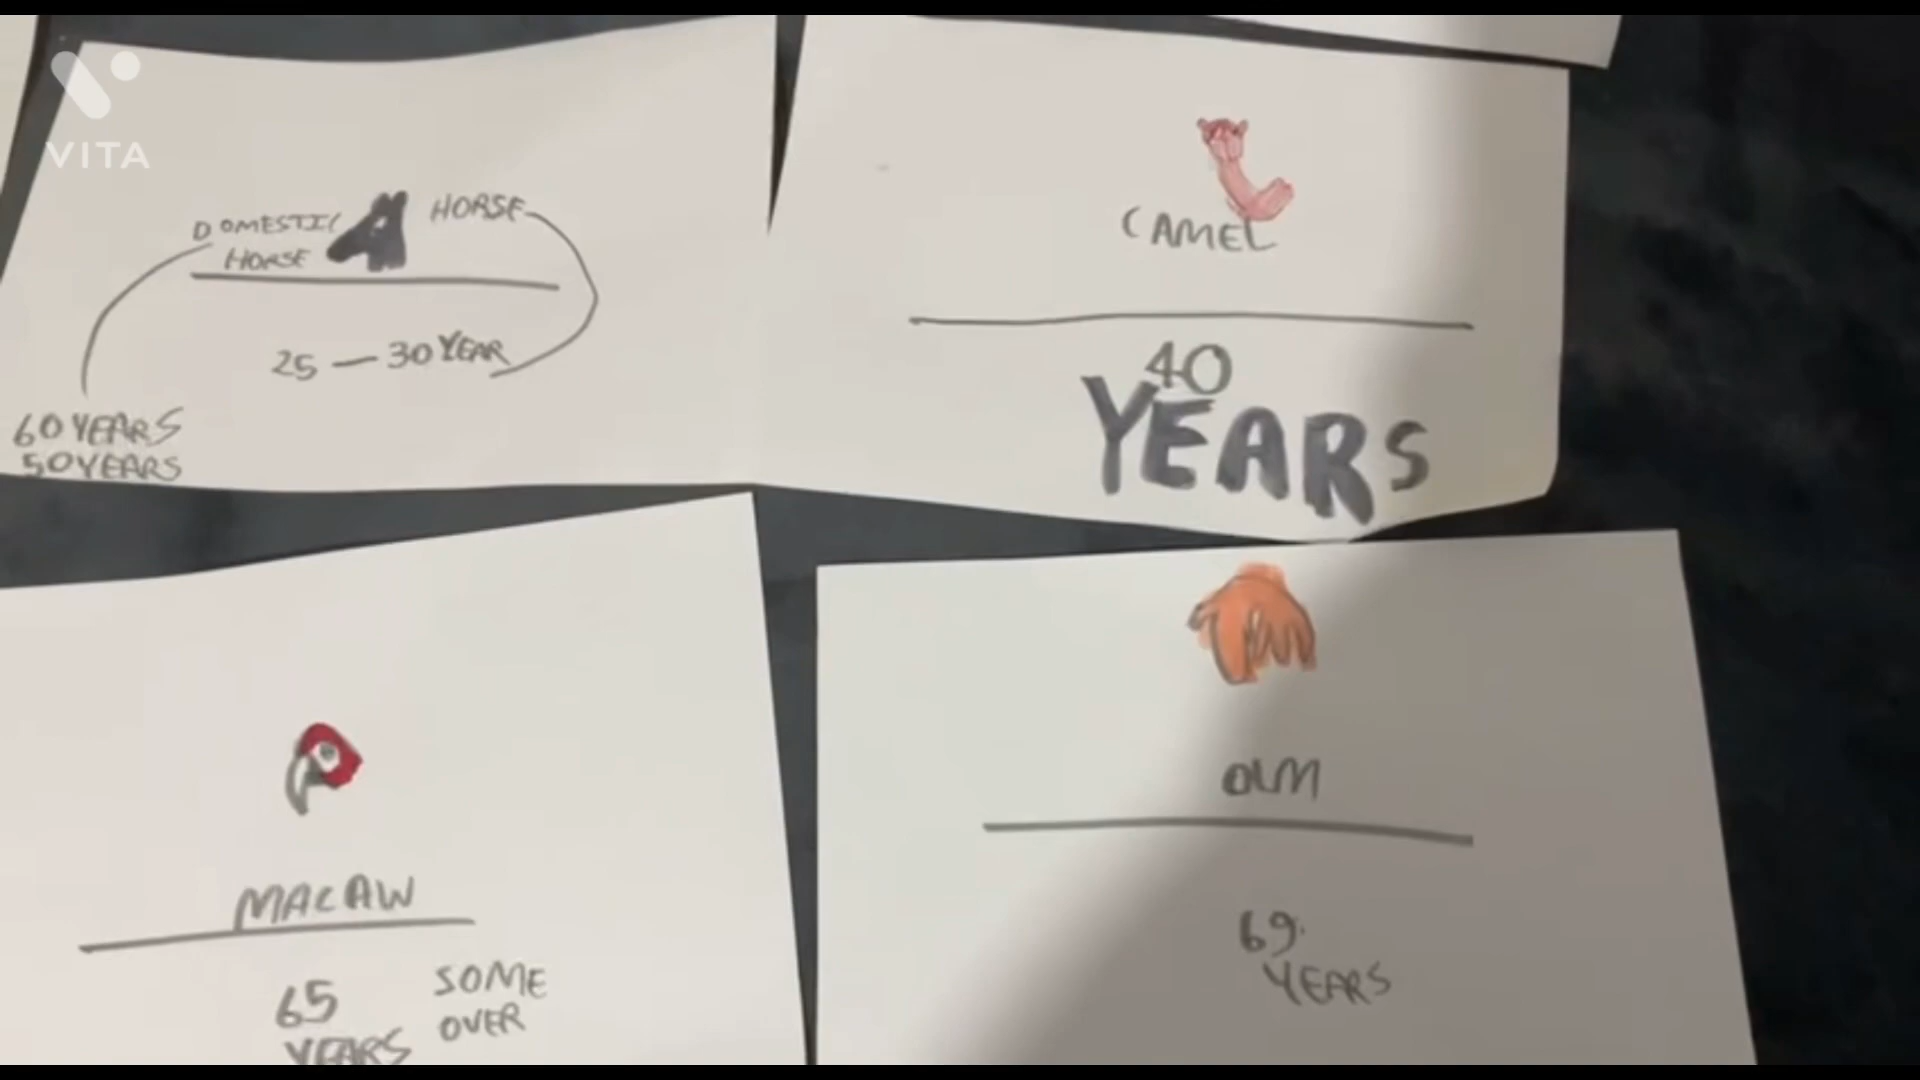 VITA
DOMESTIC
HORSE
HORSE
25 — 30 YEAR
60 YEARS
50 YEARS
CAMEL
40
YEARS
MACAW
65
YEARS
SOME
OVER
OLM
69.
YEARS